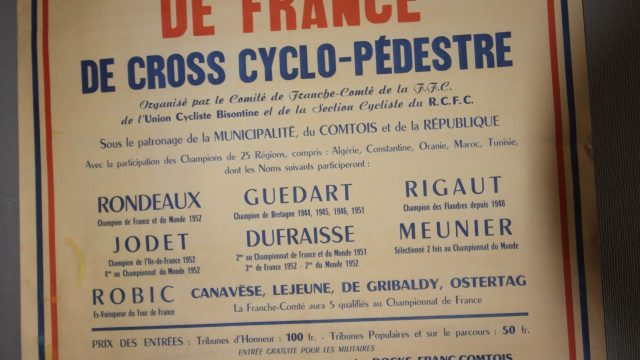 DE FRANCE
DE CROSS CYCLO-PÉDESTRE
Organisé par le Comité de Franche-Comté de la F.F.C.
de l'Union Cycliste Bisontine et de la Section Cycliste du R.C.F.C.
Sous le patronage de la MUNICIPALITÉ, du COMTOIS et de la RÉPUBLIQUE
Avec la participation des Champions de 25 Régions, compris : Algérie, Constantine, Oranie, Maroc, Tunisie,
dont les Noms suivants participeront :
RONDEAUX
Champion de France et du Monde 1952
GUEDART
Champion de Bretagne 1944, 1945, 1946, 1951
RIGAUT
Champion des Flandres depuis 1948
JODET
Champion de l'Ile-de-France 1952
4me au Championnat du Monde 1952
DUFRAISSE
2me au Championnat de France et du Monde 1951
3me de France 1952 - 2me du Monde 1952
MEUNIER
Sélectionné 2 fois au Championnat du Monde
ROBIC
Ex-Vainqueur du Tour de France
CANAVÈSE, LEJEUNE, DE GRIBALDY, OSTERTAG
La Franche-Comté aura 5 qualifiés au Championnat de France
PRIX DES ENTRÉES : Tribunes d'Honneur : 100 fr. - Tribunes Populaires et sur le parcours : 50 fr.
ENTRÉE GRATUITE POUR LES MILITAIRES
DOCKS FRANC-COMTOIS